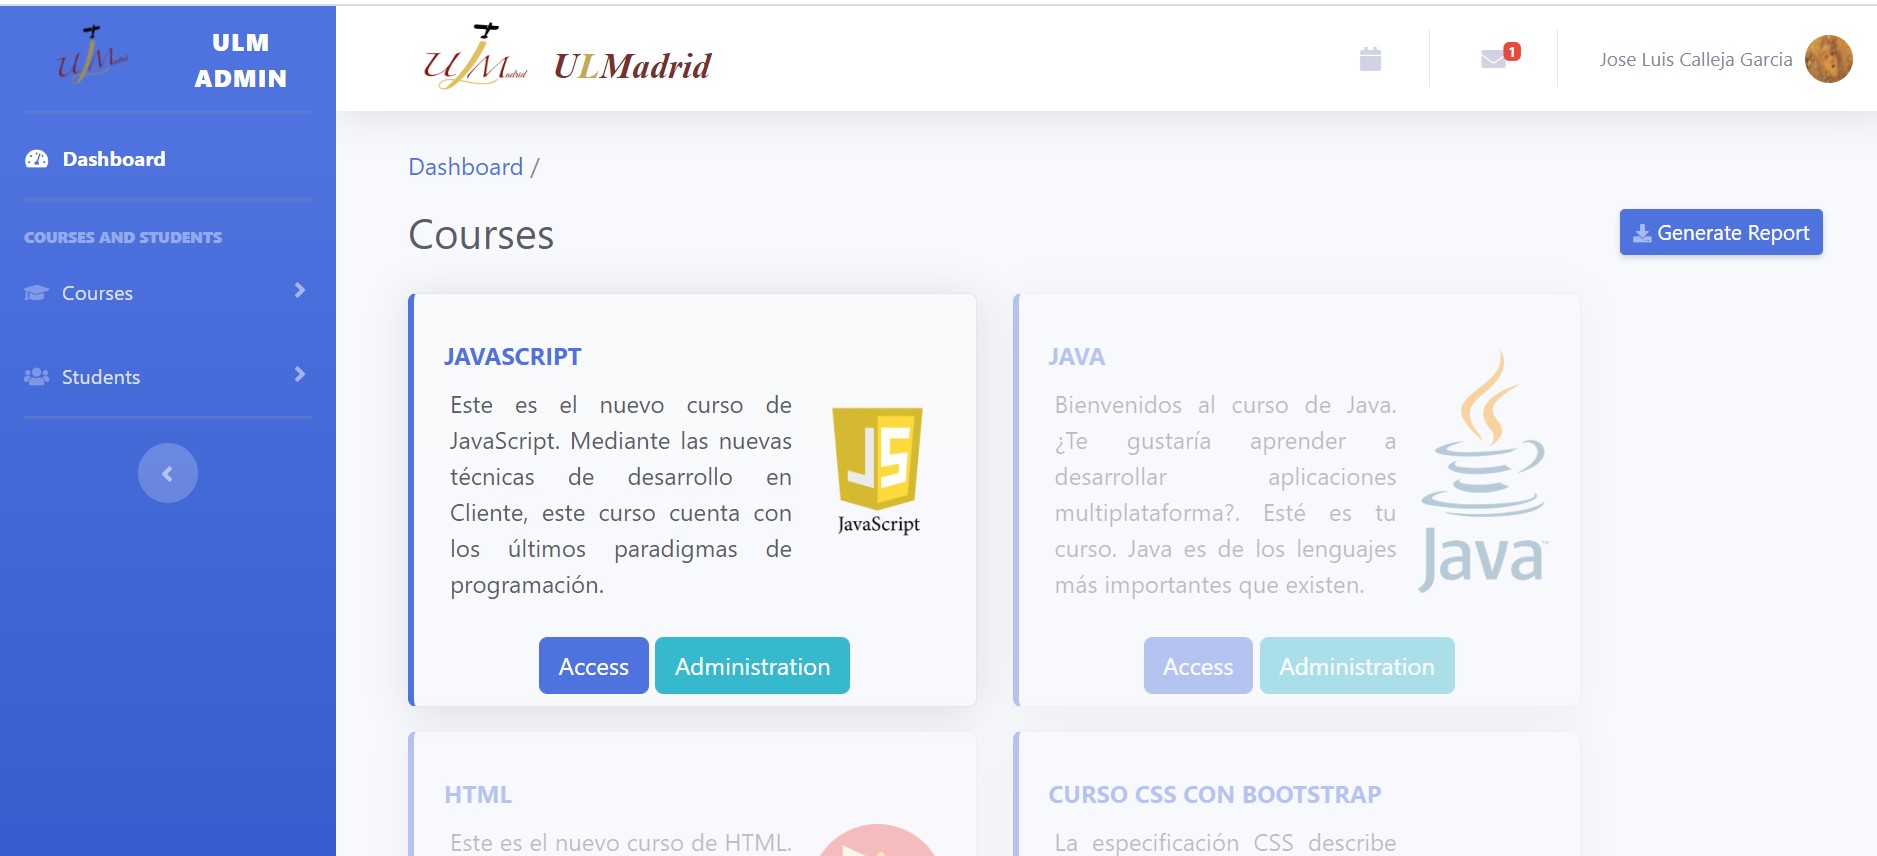 ULM
ADMIN
Dashboard
COURSES AND STUDENTS
Courses
Students
ULMadrid
ULMadrid
1
Jose Luis Calleja Garcia
Dashboard /
Courses
Generate Report
JAVASCRIPT
Este es el nuevo curso de
JavaScript. Mediante las nuevas
técnicas de desarrollo en
Cliente, este curso cuenta con
los últimos paradigmas de
programación.
JS
JavaScript
Access
Administration
JAVA
Bienvenidos al curso de Java.
¿Te gustaría aprender a
desarrollar aplicaciones
multiplataforma?. Esté es tu
curso. Java es de los lenguajes
más importantes que existen.
Java™
Access
Administration
HTML
Este es el nuevo curso de HTML.
CURSO CSS CON BOOTSTRAP
La especificación CSS describe